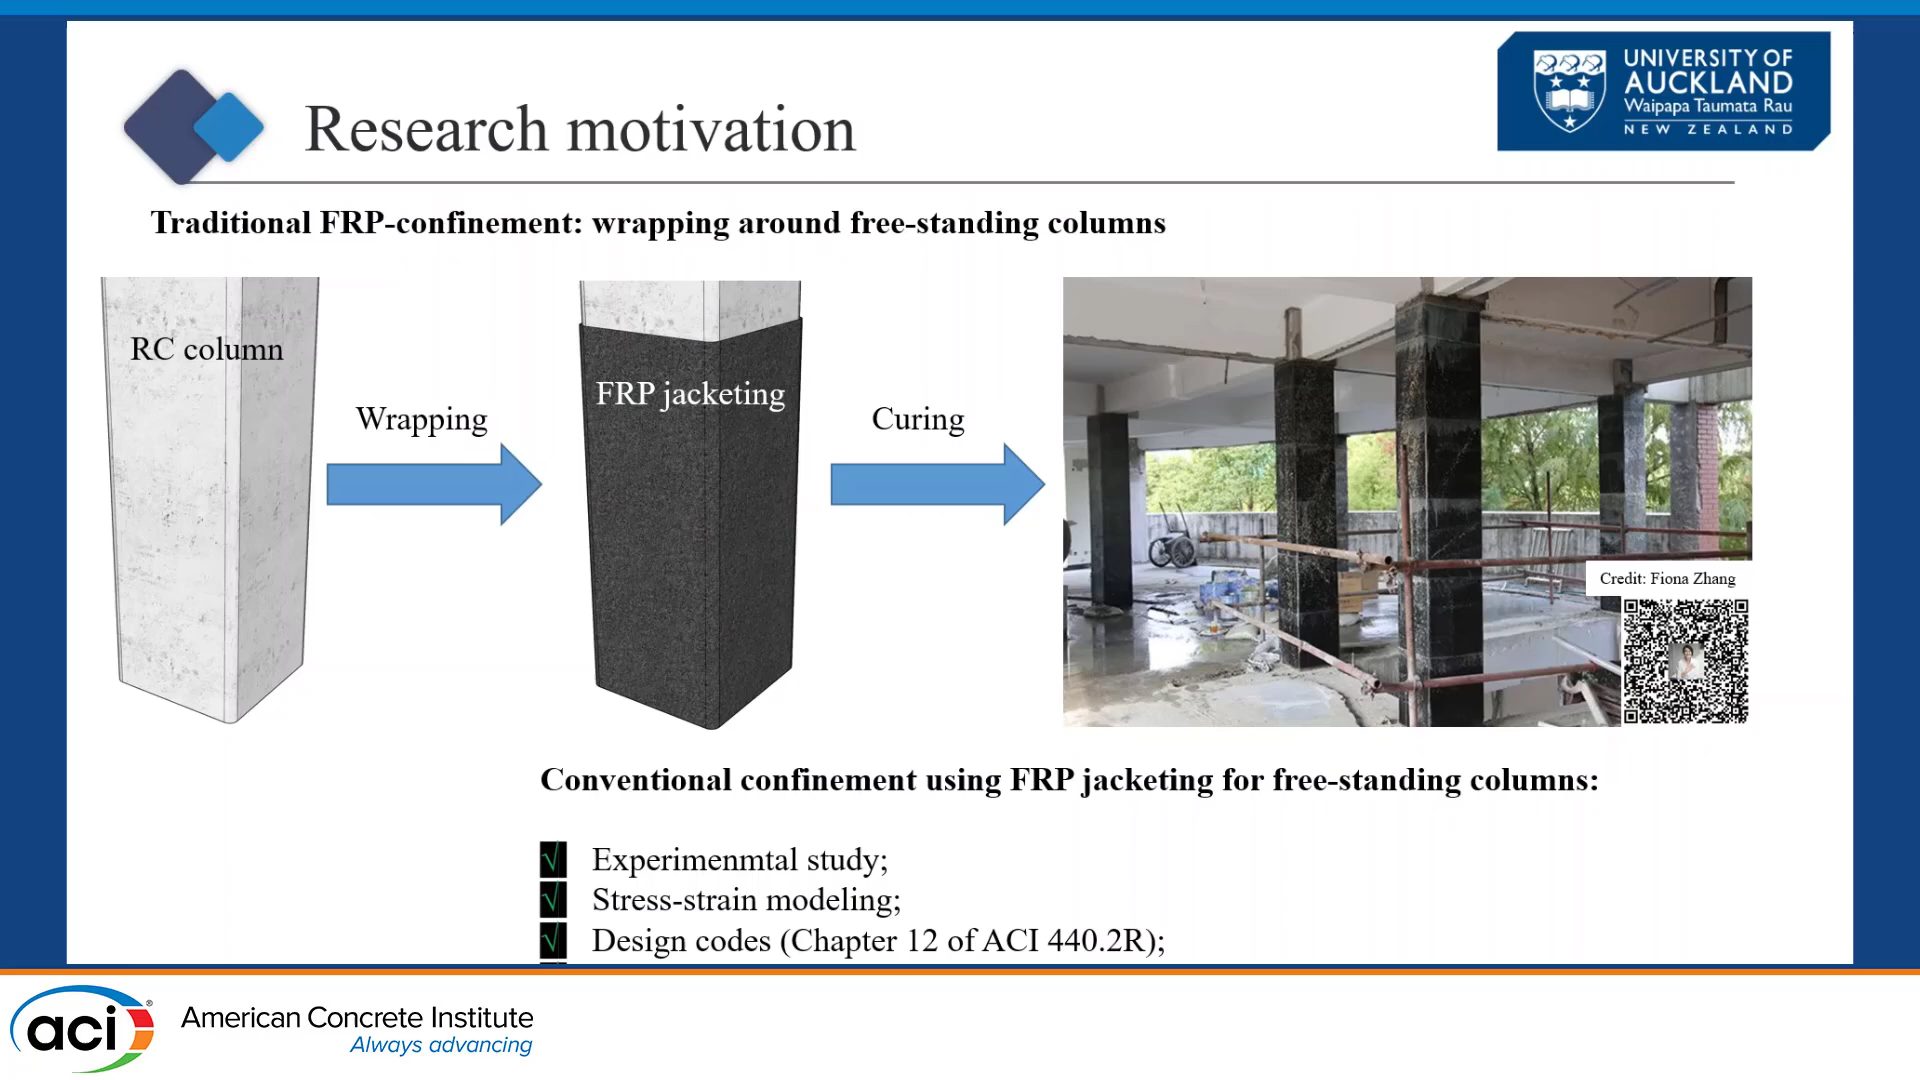 UNIVERSITY OF
AUCKLAND
Waipapa Taumata Rau
NEW ZEALAND
Research motivation
Traditional FRP-confinement: wrapping around free-standing columns
RC column
Wrapping
FRP jacketing
Curing
Credit: Fiona Zhang
Conventional confinement using FRP jacketing for free-standing columns:
√ Experimenmtal study;
√ Stress-strain modeling;
√ Design codes (Chapter 12 of ACI 440.2R);
aci®
American Concrete Institute
Always advancing